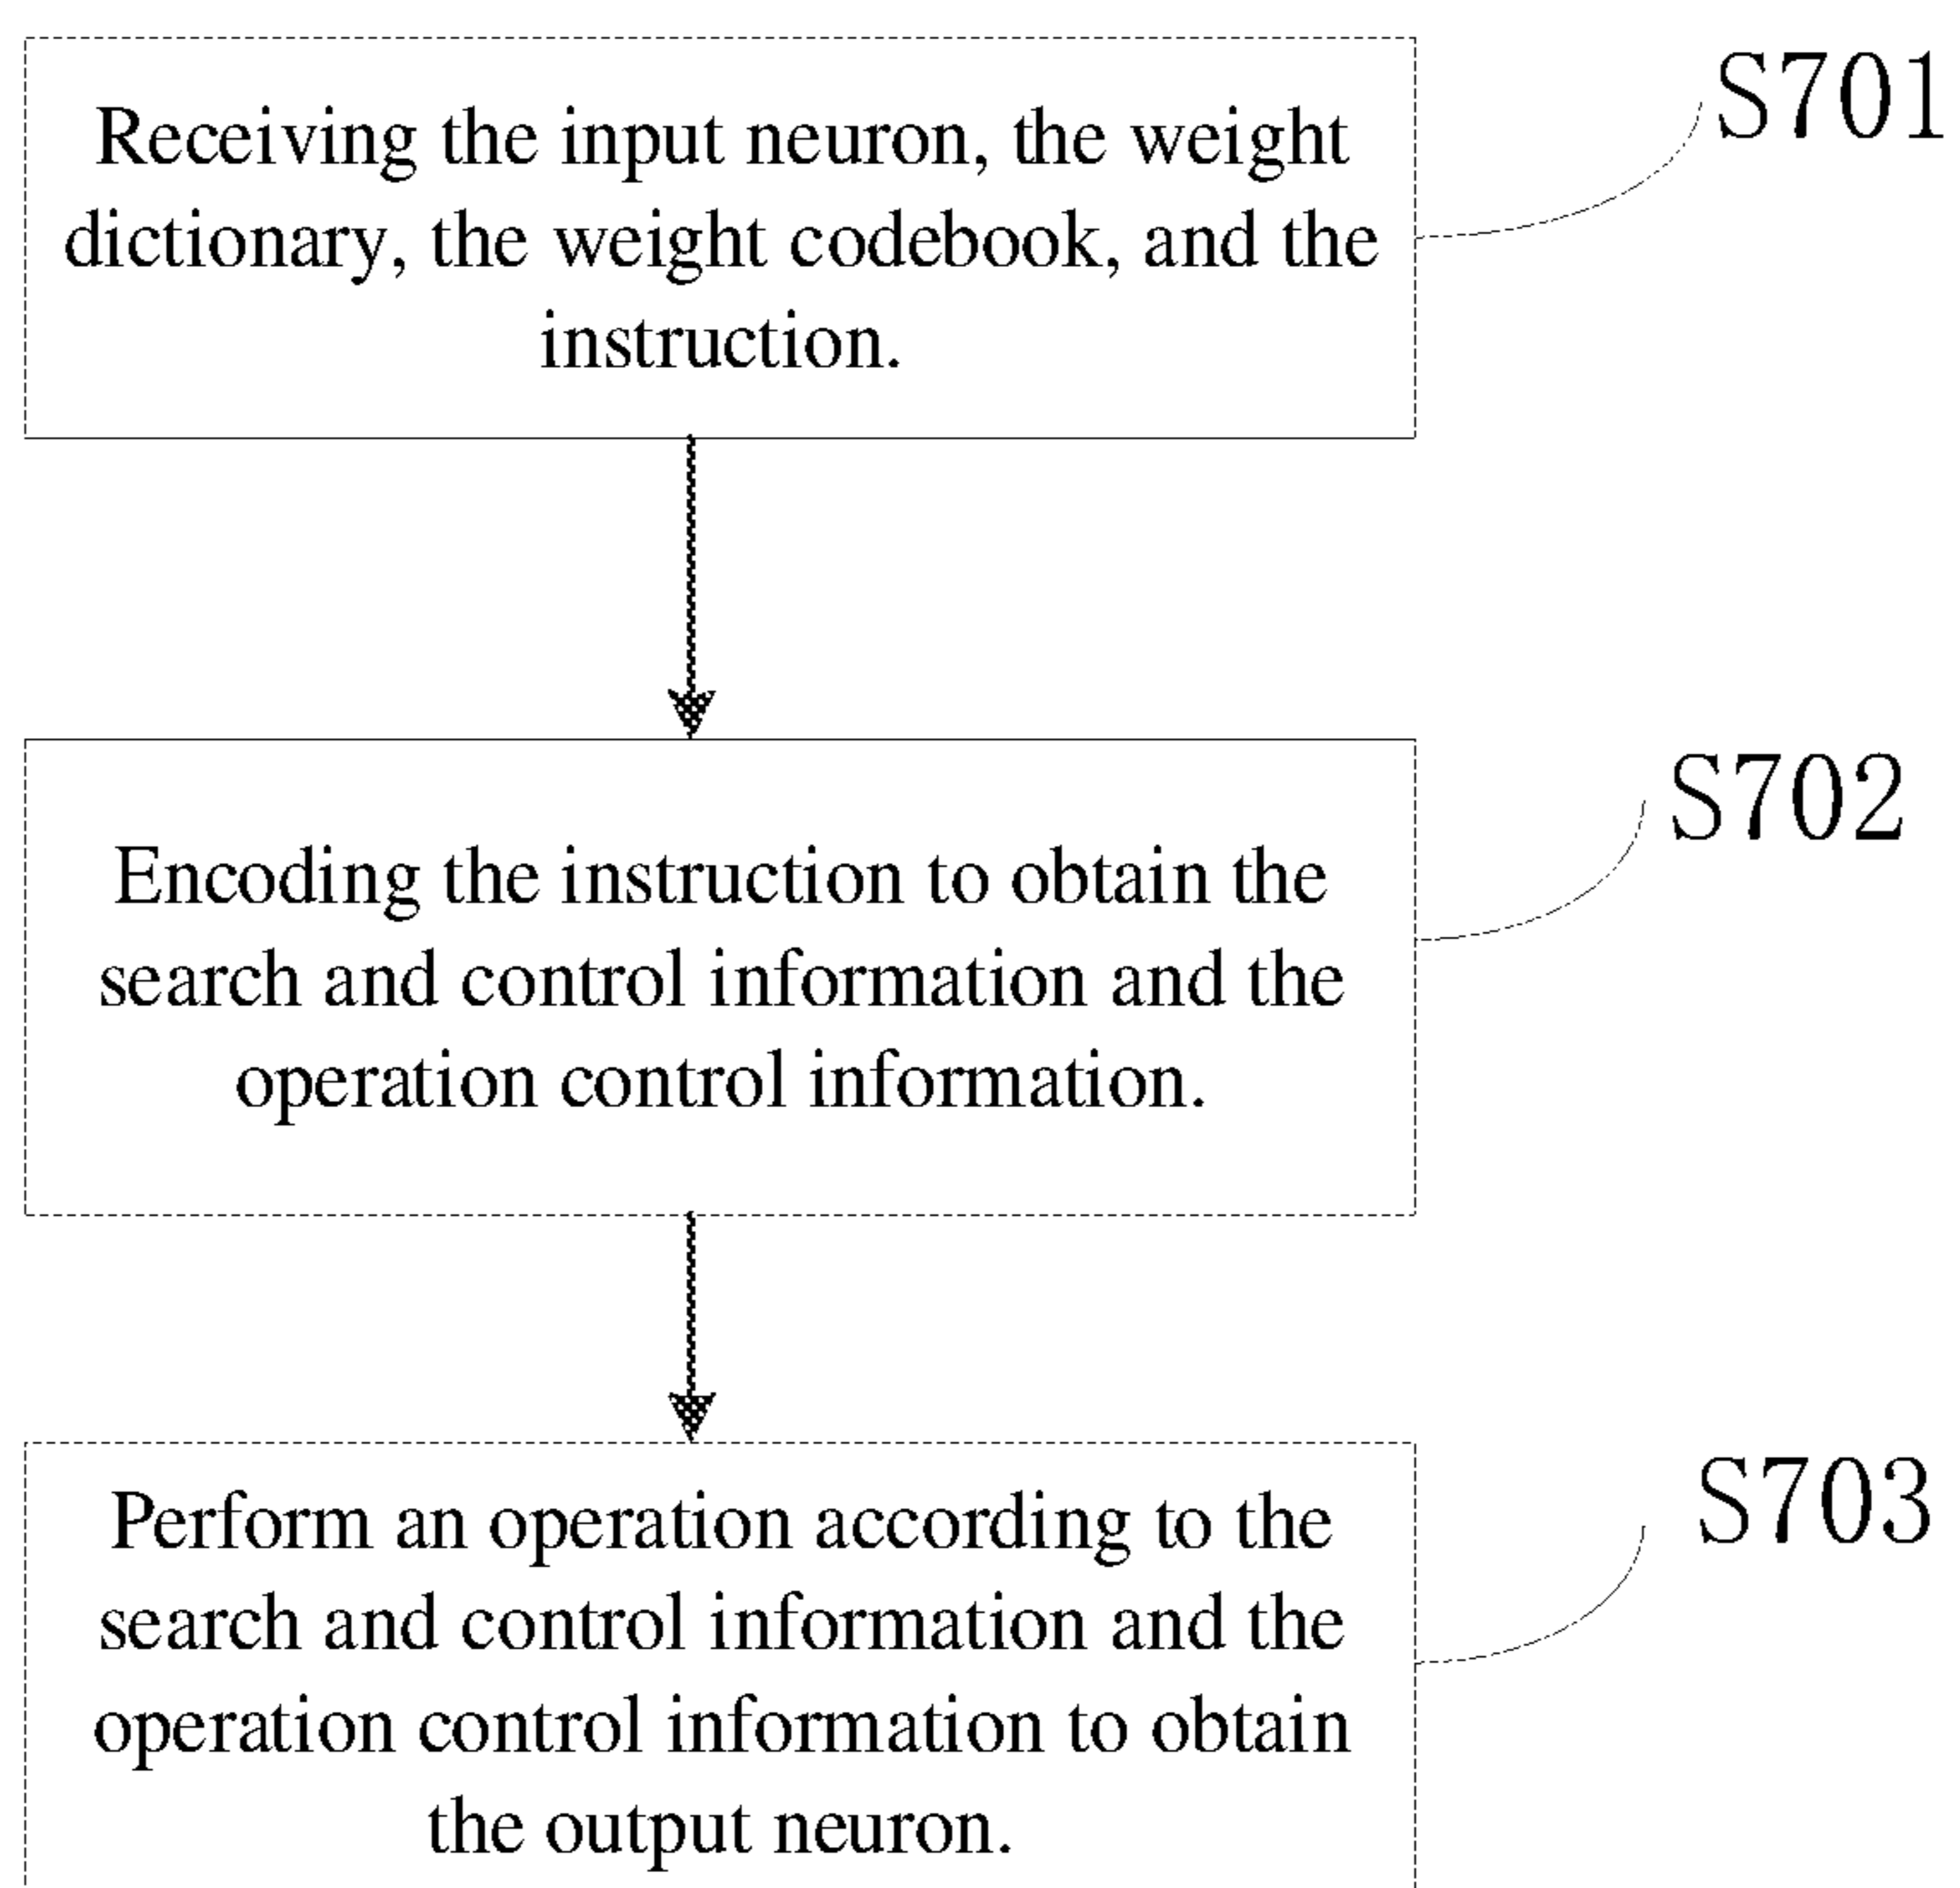 Receiving the input neuron, the weight
dictionary, the weight codebook, and the
instruction.
S701
Encoding the instruction to obtain the
search and control information and the
operation control information.
S702
Perform an operation according to the
search and control information and the
operation control information to obtain
the output neuron.
S703